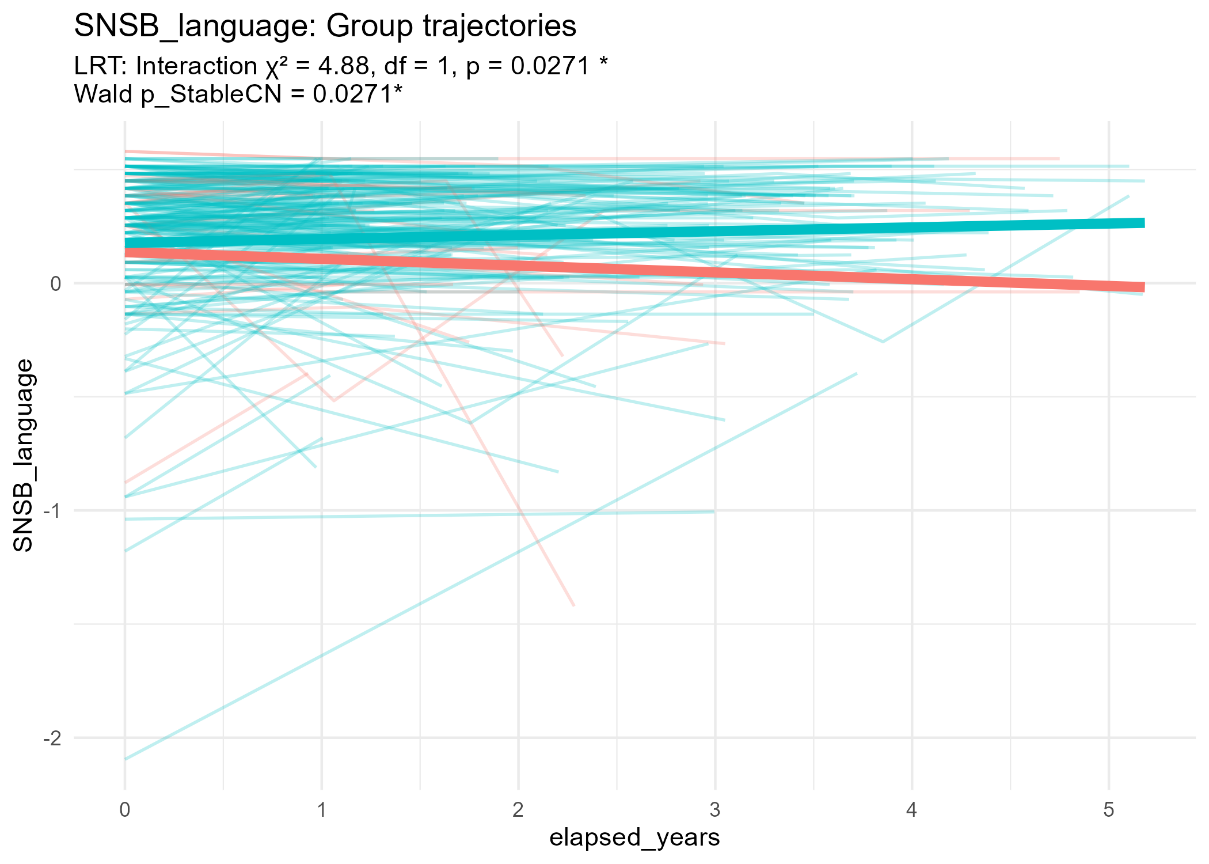 SNSB_language: Group trajectories
LRT: Interaction χ² = 4.88, df = 1, p = 0.0271 *
Wald p_StableCN = 0.0271*
SNSB_language
0
-1
-2
0 1 2 3 4 5
elapsed_years